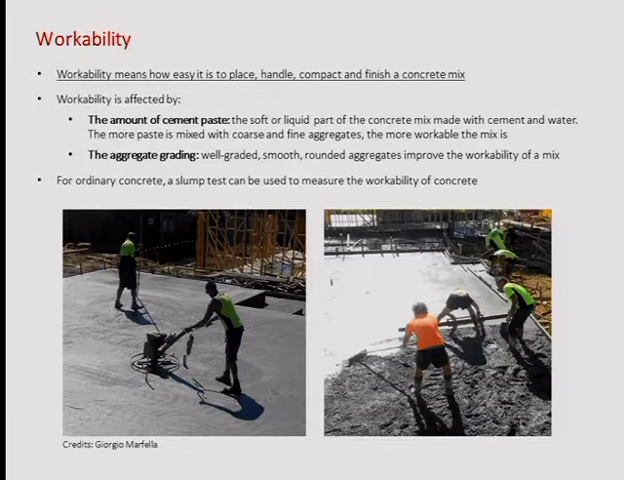 Workability
• Workability means how easy it is to place, handle, compact and finish a concrete mix
• Workability is affected by:
• The amount of cement paste: the soft or liquid part of the concrete mix made with cement and water.
The more paste is mixed with coarse and fine aggregates, the more workable the mix is
• The aggregate grading: well-graded, smooth, rounded aggregates improve the workability of a mix
• For ordinary concrete, a slump test can be used to measure the workability of concrete
Credits: Giorgio Marfella